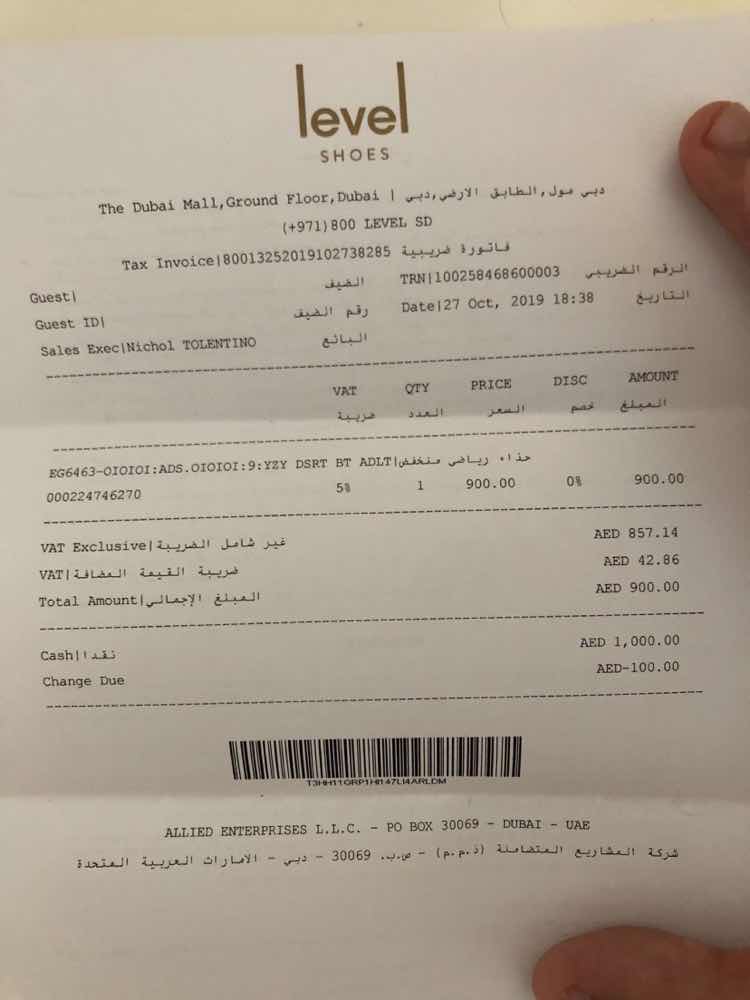 level
SHOES
The Dubai Mall,Ground Floor,Dubai | دبي مول,الطابق الارضي,دبي
(+971)800 LEVEL SD
Tax Invoice|80013252019102738285 فاتورة ضريبية
Guest| الضيف TRN|100258468600003 الرقم الضريبي
Guest ID| رقم الضيف Date|27 Oct, 2019 18:38 التاريخ
Sales Exec|Nichol TOLENTINO البائع
VAT QTY PRICE DISC AMOUNT
ضريبة العدد السعر خصم المبلغ
EG6463-OIOIOI:ADS.OIOIOI:9:YZY DSRT BT ADLT|حذاء رياضي منخفض
000224746270 5% 1 900.00 0% 900.00
VAT Exclusive|غير شامل الضريبة AED 857.14
VAT|ضريبة القيمة المضافة AED 42.86
Total Amount|المبلغ الإجمالي AED 900.00
Cash|نقدا AED 1,000.00
Change Due AED-100.00
T3HH11GRP1HI147LI4ARLDM
ALLIED ENTERPRISES L.L.C. - PO BOX 30069 - DUBAI - UAE
شركة المشاريع المتضامنة (ذ.م.م) - ص.ب. 30069 - دبي - الامارات العربية المتحدة